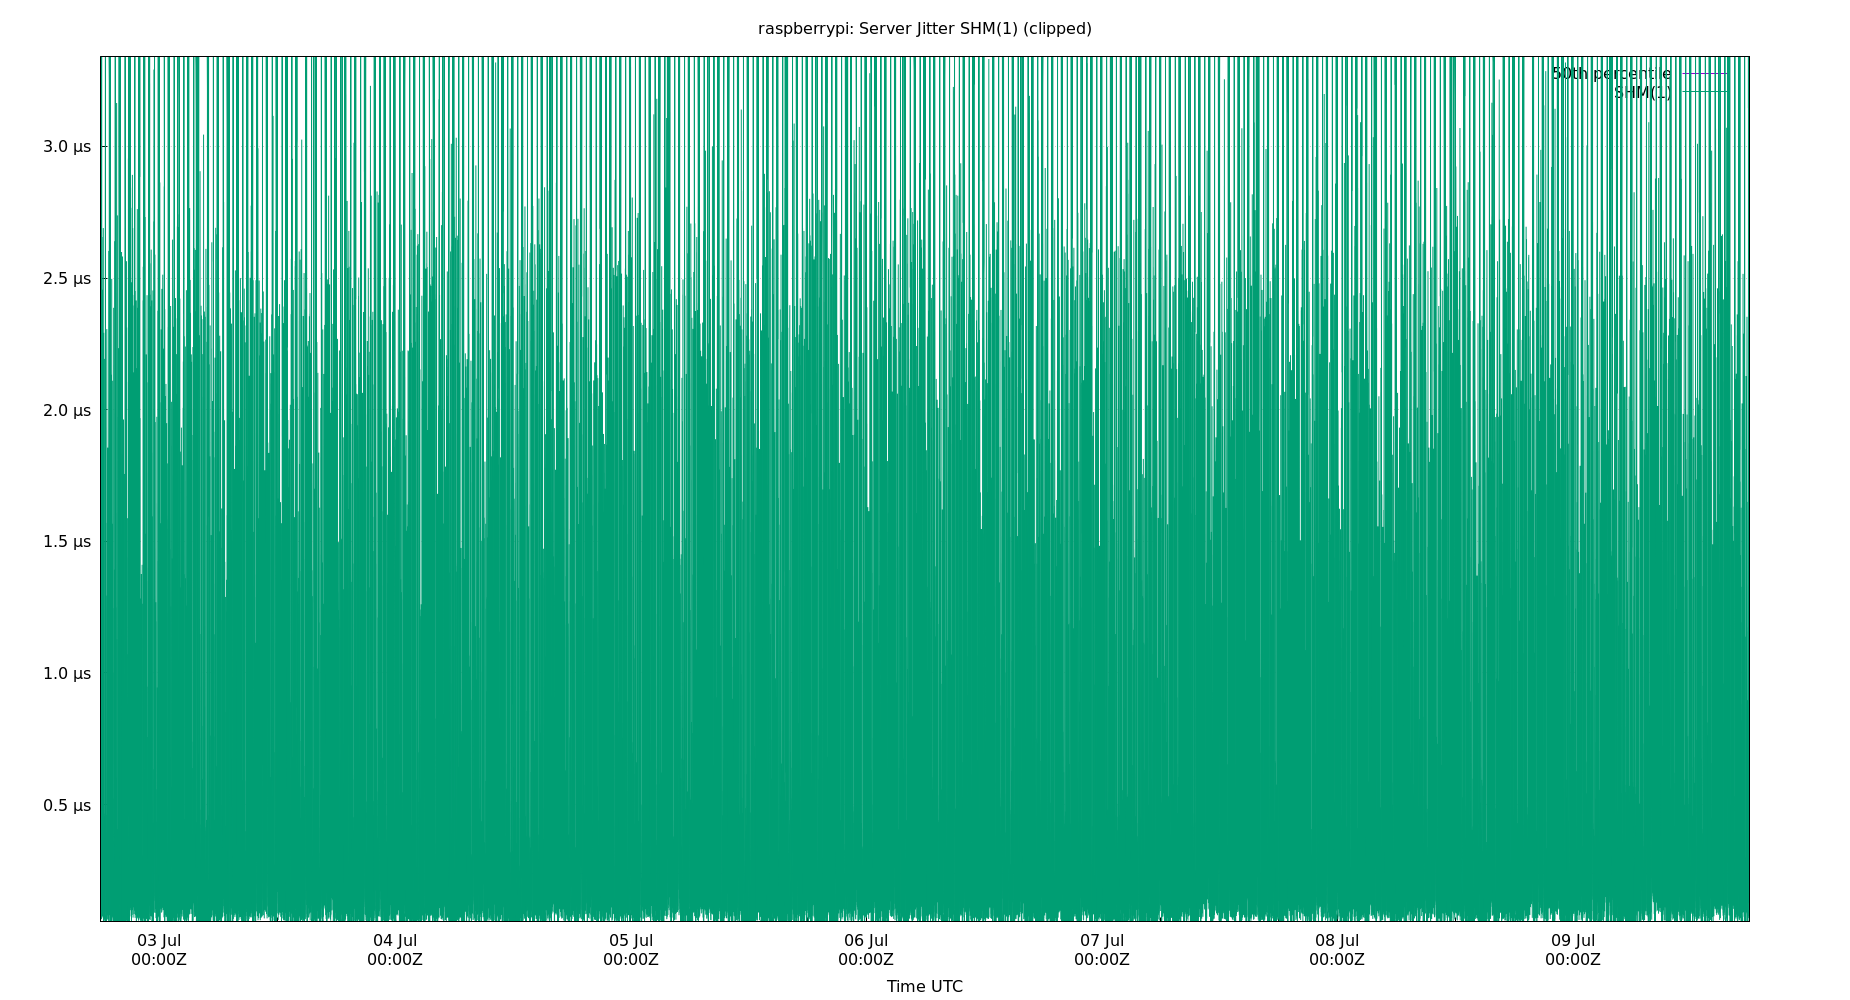 raspberrypi: Server Jitter SHM(1) (clipped)
50th percentile
SHM(1)
3.0 µs
2.5 µs
2.0 µs
1.5 µs
1.0 µs
0.5 µs
03 Jul 04 Jul 05 Jul 06 Jul 07 Jul 08 Jul 09 Jul
00:00Z 00:00Z 00:00Z 00:00Z 00:00Z 00:00Z 00:00Z
Time UTC